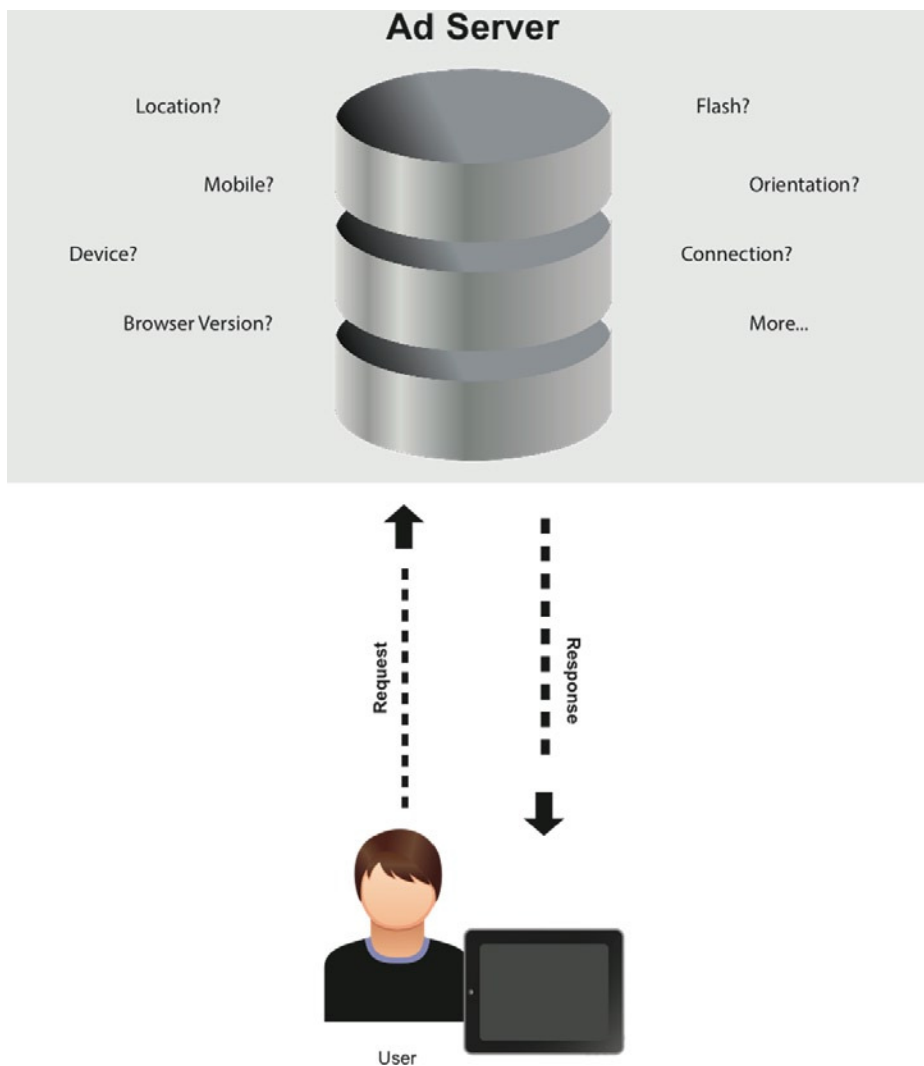 Ad Server
Location?
Flash?
Mobile?
Orientation?
Device?
Connection?
Browser Version?
More...
Request
Response
User